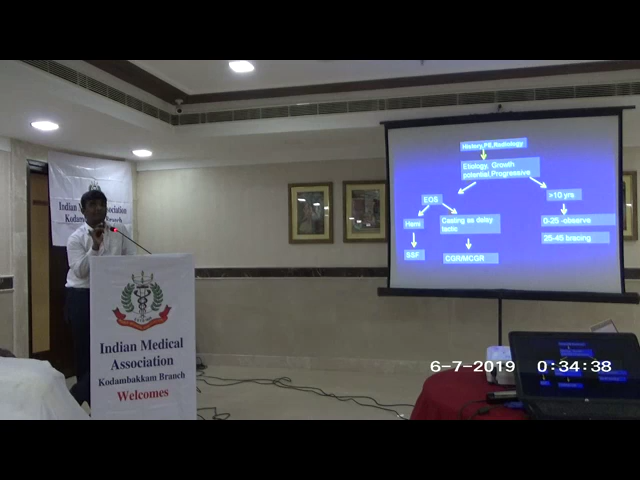 Indian Medical Association
Kodambakkam Branch
Indian Medical
Association
Kodambakkam Branch
Welcomes
History,PE,Radiology
Etiology, Growth
potential,Progressive
EOS
>10 yrs
Hemi
Casting as delay
tactic
0-25 -observe
25-45 bracing
SSF
CGR/MCGR
6-7-2019 0:34:38